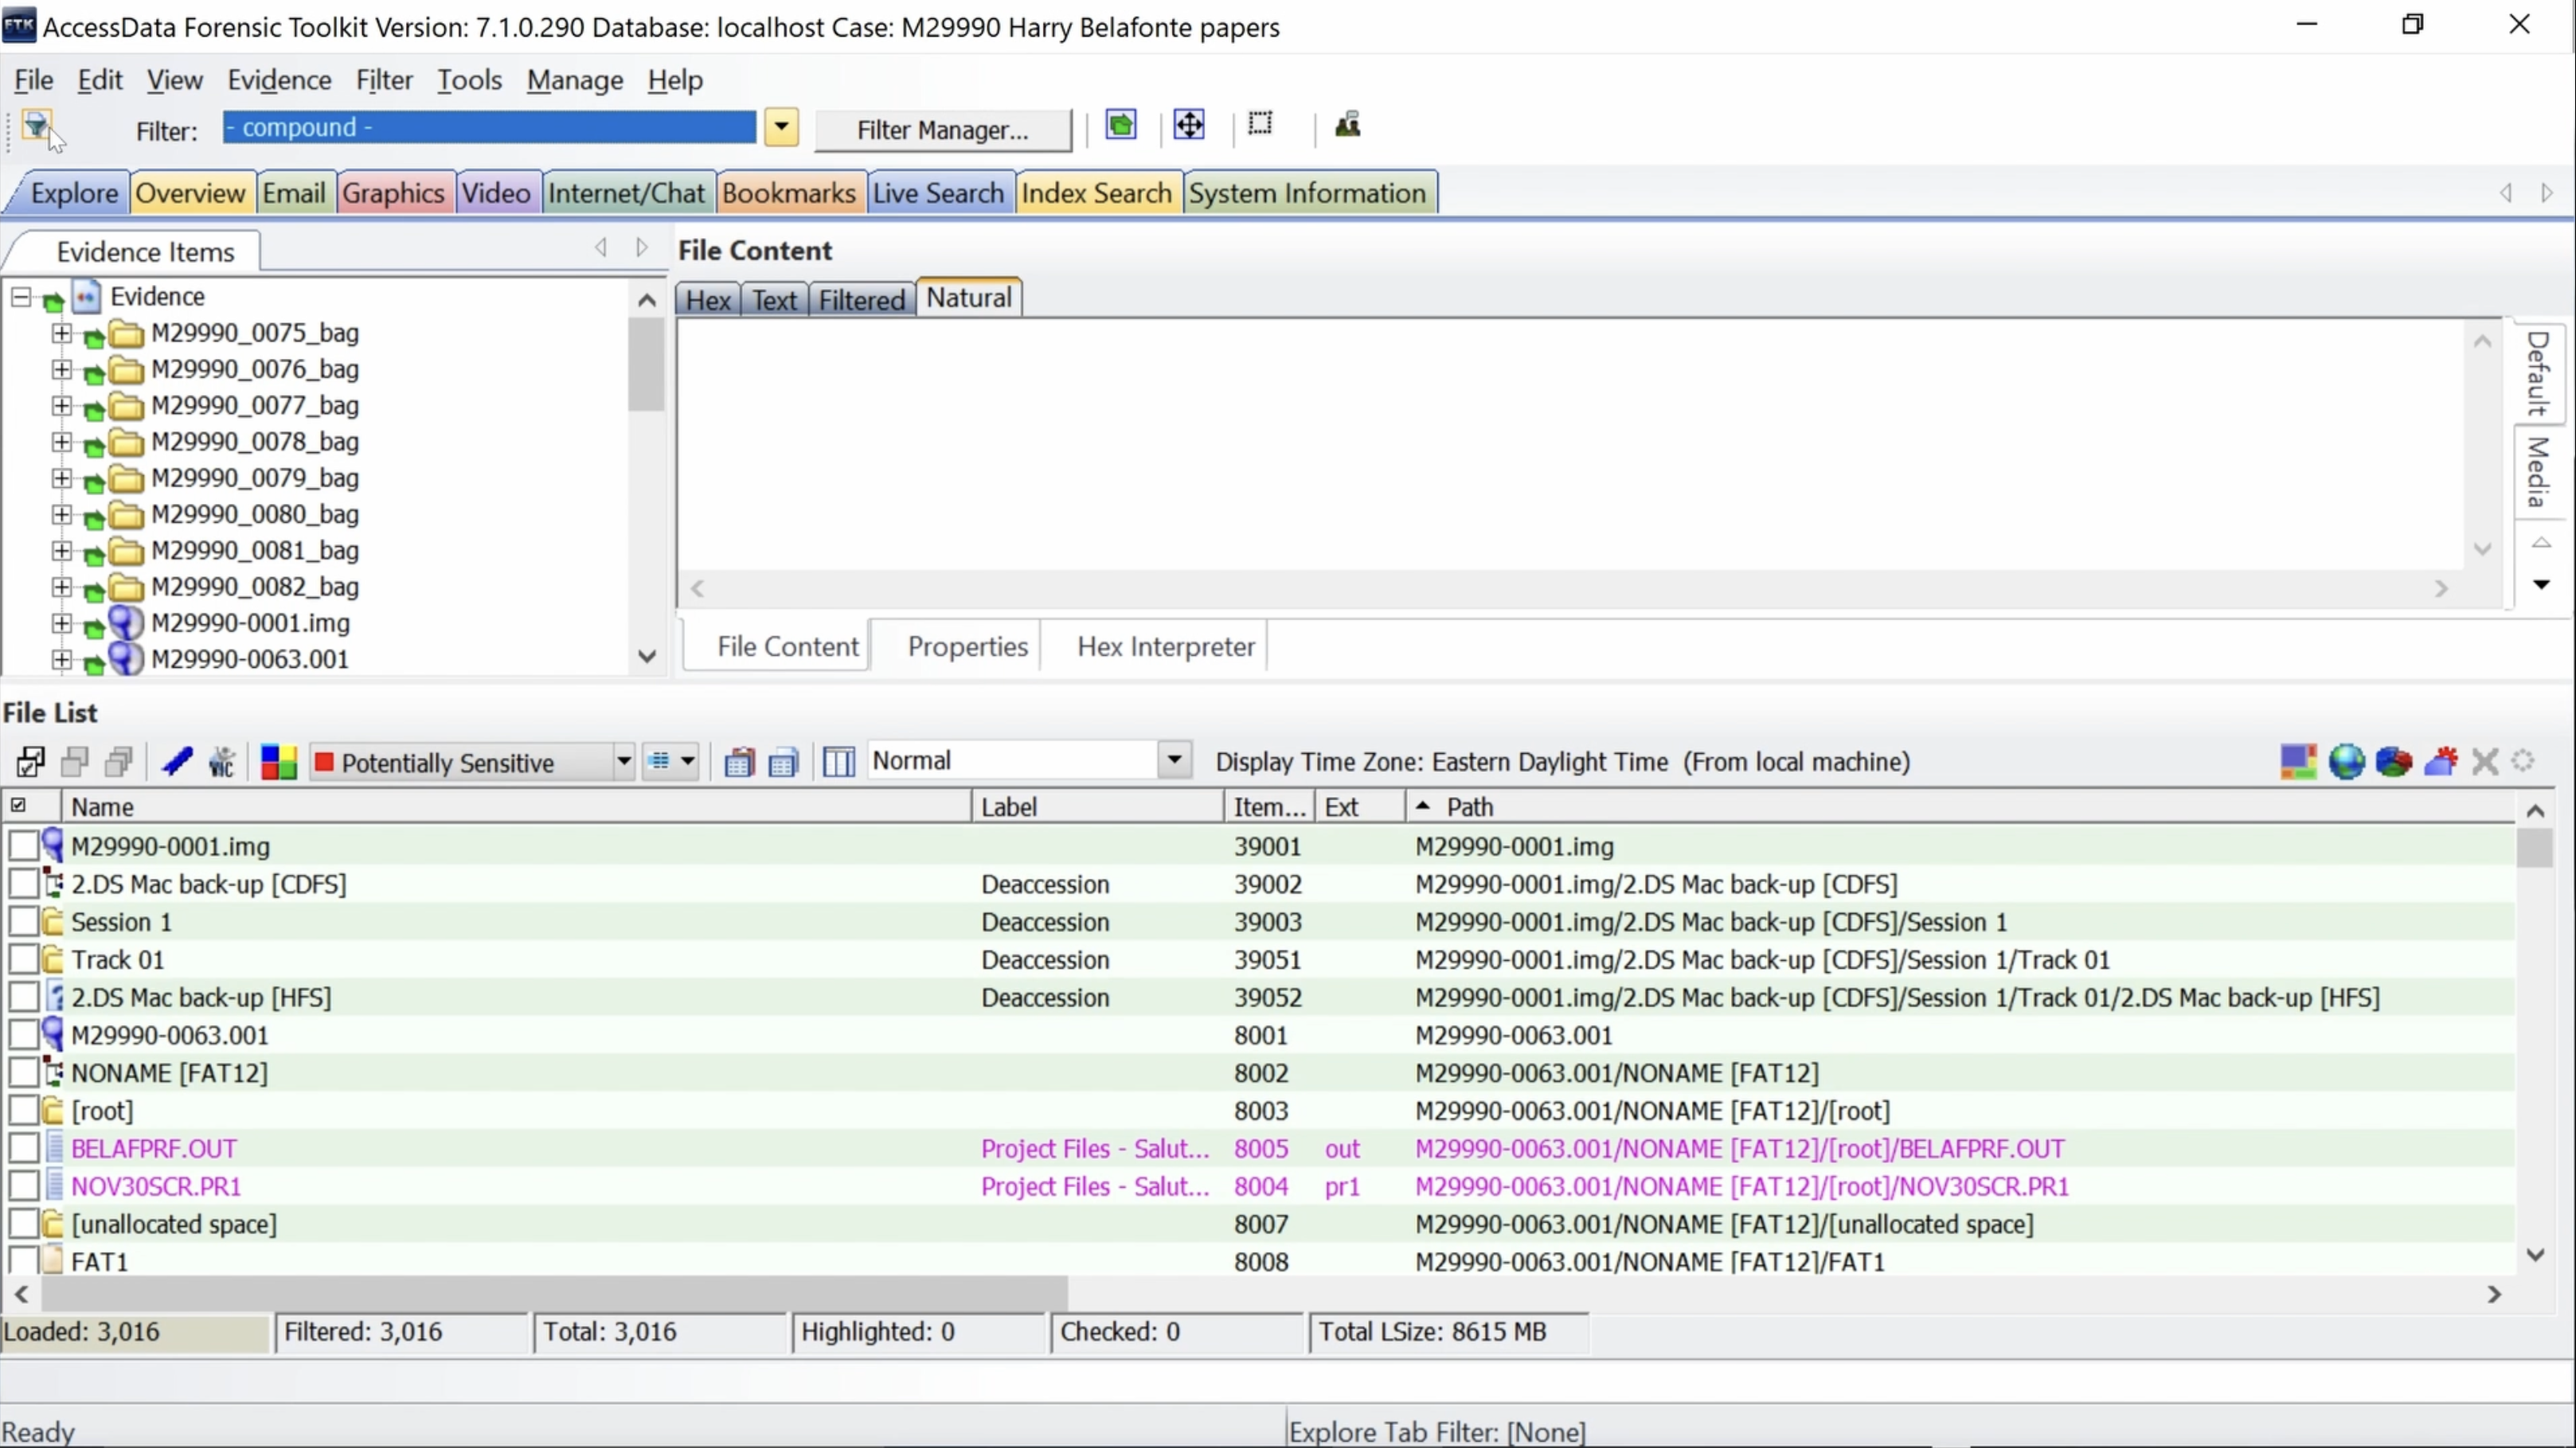 FTK AccessData Forensic Toolkit Version: 7.1.0.290 Database: localhost Case: M29990 Harry Belafonte papers
File Edit View Evidence Filter Tools Manage Help
Filter: - compound - Filter Manager...
Explore Overview Email Graphics Video Internet/Chat Bookmarks Live Search Index Search System Information
Evidence Items
Evidence
M29990_0075_bag
M29990_0076_bag
M29990_0077_bag
M29990_0078_bag
M29990_0079_bag
M29990_0080_bag
M29990_0081_bag
M29990_0082_bag
M29990-0001.img
M29990-0063.001
File Content
Hex Text Filtered Natural
Default
Media
File Content Properties Hex Interpreter
File List
Potentially Sensitive Normal Display Time Zone: Eastern Daylight Time (From local machine)
Name Label Item... Ext Path
M29990-0001.img 39001 M29990-0001.img
2.DS Mac back-up [CDFS] Deaccession 39002 M29990-0001.img/2.DS Mac back-up [CDFS]
Session 1 Deaccession 39003 M29990-0001.img/2.DS Mac back-up [CDFS]/Session 1
Track 01 Deaccession 39051 M29990-0001.img/2.DS Mac back-up [CDFS]/Session 1/Track 01
2.DS Mac back-up [HFS] Deaccession 39052 M29990-0001.img/2.DS Mac back-up [CDFS]/Session 1/Track 01/2.DS Mac back-up [HFS]
M29990-0063.001 8001 M29990-0063.001
NONAME [FAT12] 8002 M29990-0063.001/NONAME [FAT12]
[root] 8003 M29990-0063.001/NONAME [FAT12]/[root]
BELAFPRF.OUT Project Files - Salut... 8005 out M29990-0063.001/NONAME [FAT12]/[root]/BELAFPRF.OUT
NOV30SCR.PR1 Project Files - Salut... 8004 pr1 M29990-0063.001/NONAME [FAT12]/[root]/NOV30SCR.PR1
[unallocated space] 8007 M29990-0063.001/NONAME [FAT12]/[unallocated space]
FAT1 8008 M29990-0063.001/NONAME [FAT12]/FAT1
Loaded: 3,016 Filtered: 3,016 Total: 3,016 Highlighted: 0 Checked: 0 Total LSize: 8615 MB
Ready Explore Tab Filter: [None]